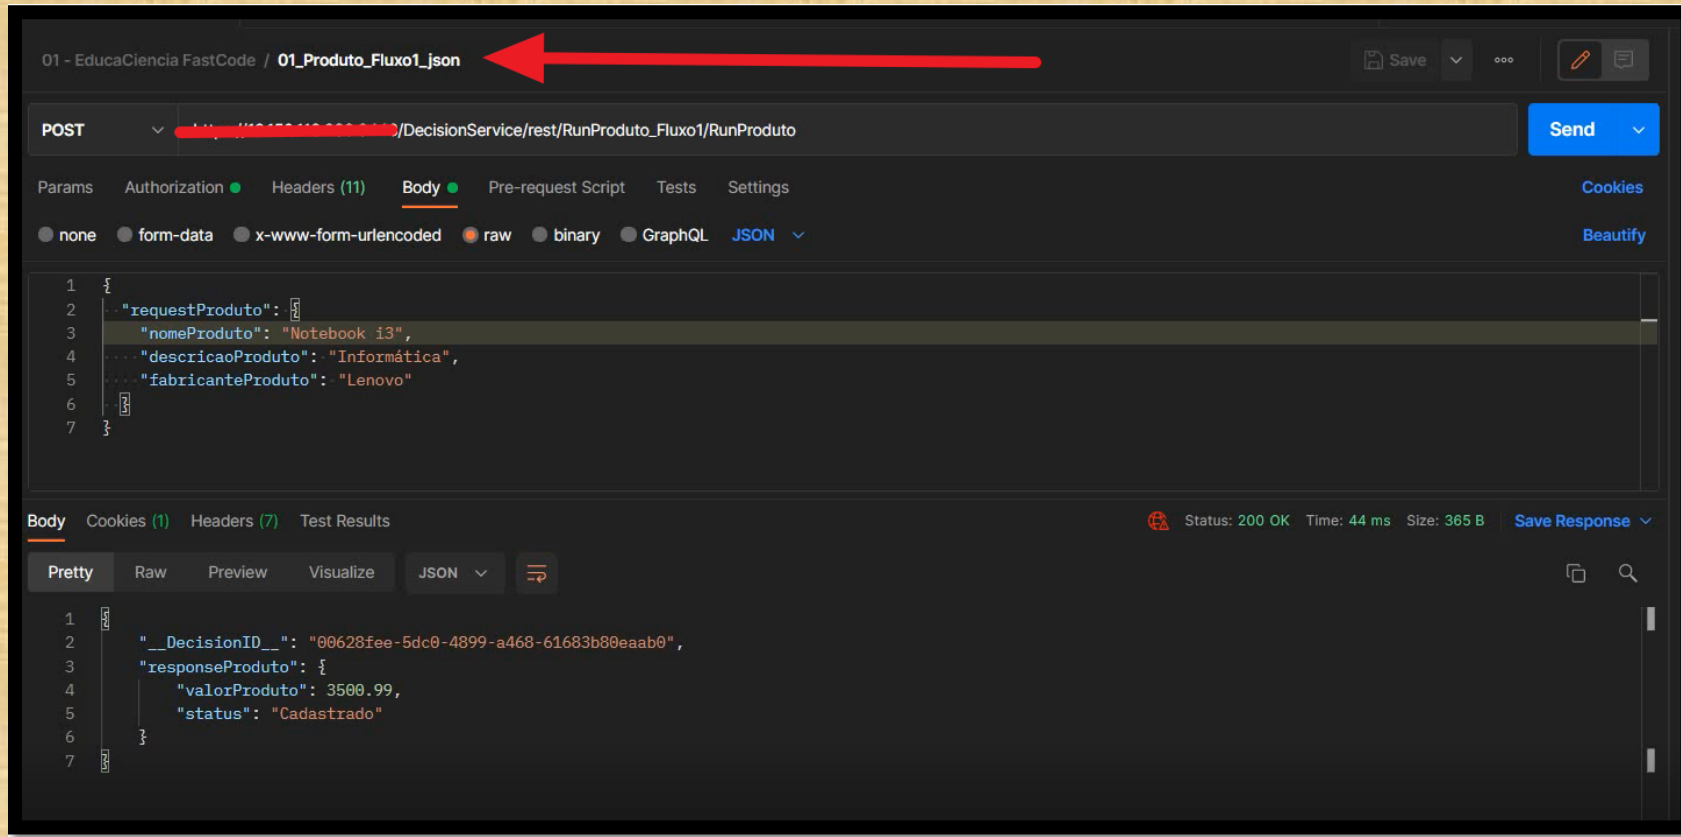 01 - EducaCiencia FastCode / 01_Produto_Fluxo1_json
Save
POST /DecisionService/rest/RunProduto_Fluxo1/RunProduto
Send
Params Authorization Headers (11) Body Pre-request Script Tests Settings
Cookies
none form-data x-www-form-urlencoded raw binary GraphQL JSON
Beautify
1 {
2 "requestProduto": {
3 "nomeProduto": "Notebook i3",
4 "descricaoProduto": "Informática",
5 "fabricanteProduto": "Lenovo"
6 }
7 }
Body Cookies (1) Headers (7) Test Results
Status: 200 OK Time: 44 ms Size: 365 B Save Response
Pretty Raw Preview Visualize JSON
1 {
2 "__DecisionID__": "00628fee-5dc0-4899-a468-61683b80eaab0",
3 "responseProduto": {
4 "valorProduto": 3500.99,
5 "status": "Cadastrado"
6 }
7 }